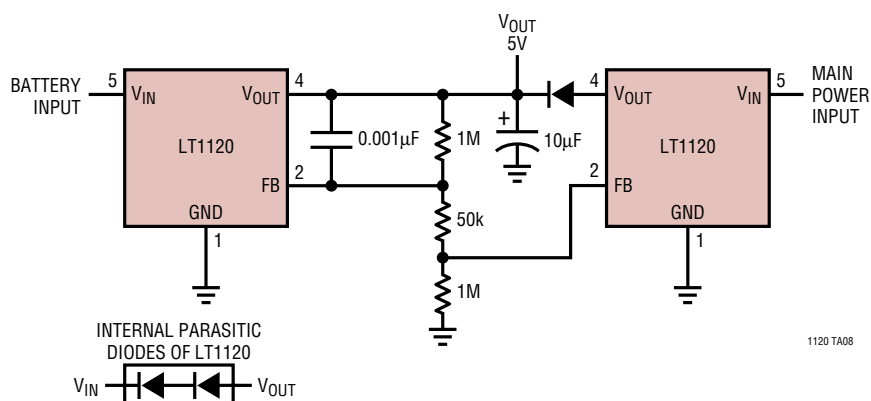 VOUT
5V
BATTERY
INPUT
5
VIN
VOUT
4
LT1120
2
FB
GND
1
0.001µF
1M
50k
1M
+
10µF
4
VOUT
VIN
5
MAIN
POWER
INPUT
LT1120
2
FB
GND
1
INTERNAL PARASITIC
DIODES OF LT1120
VIN
VOUT
1120 TA08